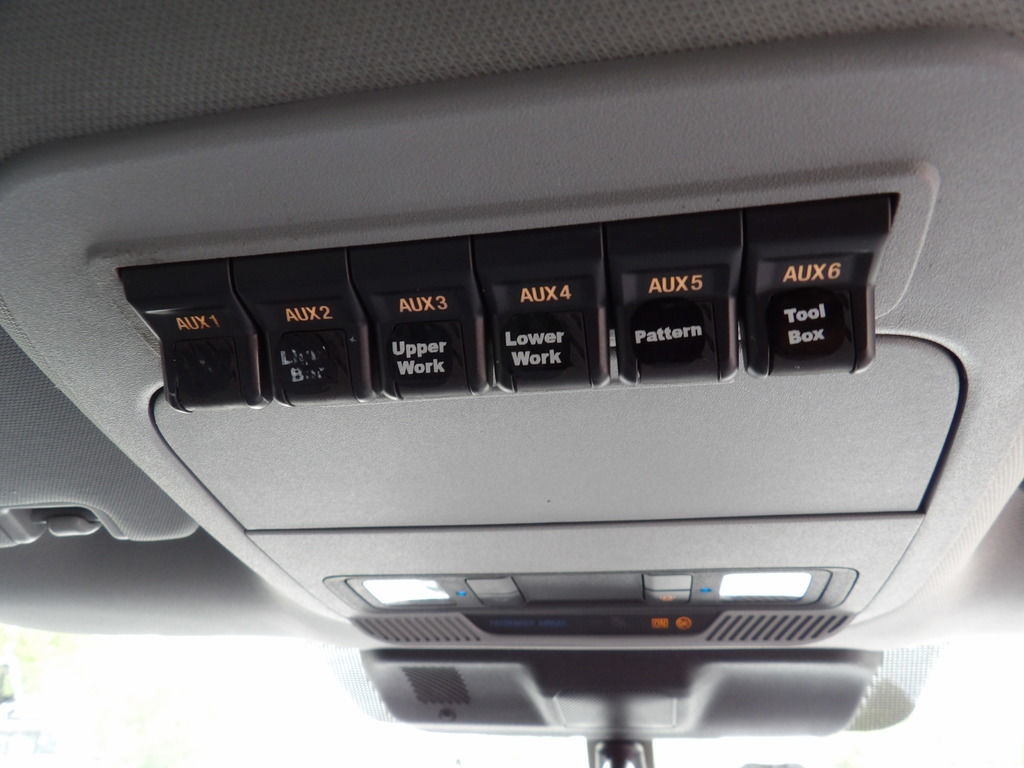 AUX1
AUX2
AUX3
AUX4
AUX5
AUX6
Upper
Work
Lower
Work
Pattern
Tool
Box